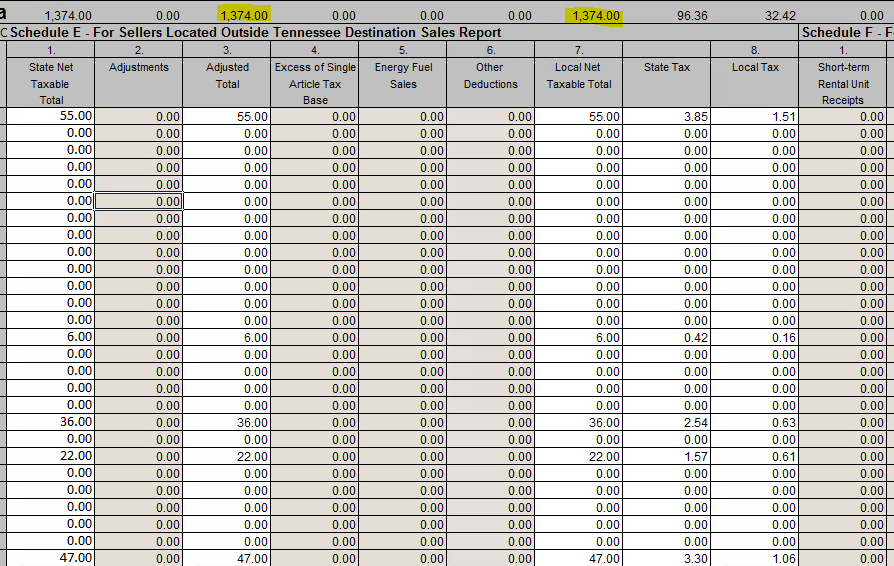 a 1,374.00 0.00 1,374.00 0.00 0.00 0.00 1,374.00 96.36 32.42 0.00
C Schedule E - For Sellers Located Outside Tennessee Destination Sales Report Schedule F - F
1. 2. 3. 4. 5. 6. 7. 8. 1.
State Net Adjustments Adjusted Excess of Single Energy Fuel Other Local Net State Tax Local Tax Short-term
Taxable Total Article Tax Sales Deductions Taxable Total Rental Unit
Total Base Receipts
55.00 0.00 55.00 0.00 0.00 0.00 55.00 3.85 1.51 0.00
0.00 0.00 0.00 0.00 0.00 0.00 0.00 0.00 0.00 0.00
0.00 0.00 0.00 0.00 0.00 0.00 0.00 0.00 0.00 0.00
0.00 0.00 0.00 0.00 0.00 0.00 0.00 0.00 0.00 0.00
0.00 0.00 0.00 0.00 0.00 0.00 0.00 0.00 0.00 0.00
0.00 0.00 0.00 0.00 0.00 0.00 0.00 0.00 0.00 0.00
0.00 0.00 0.00 0.00 0.00 0.00 0.00 0.00 0.00 0.00
0.00 0.00 0.00 0.00 0.00 0.00 0.00 0.00 0.00 0.00
0.00 0.00 0.00 0.00 0.00 0.00 0.00 0.00 0.00 0.00
0.00 0.00 0.00 0.00 0.00 0.00 0.00 0.00 0.00 0.00
0.00 0.00 0.00 0.00 0.00 0.00 0.00 0.00 0.00 0.00
0.00 0.00 0.00 0.00 0.00 0.00 0.00 0.00 0.00 0.00
0.00 0.00 0.00 0.00 0.00 0.00 0.00 0.00 0.00 0.00
6.00 0.00 6.00 0.00 0.00 0.00 6.00 0.42 0.16 0.00
0.00 0.00 0.00 0.00 0.00 0.00 0.00 0.00 0.00 0.00
0.00 0.00 0.00 0.00 0.00 0.00 0.00 0.00 0.00 0.00
0.00 0.00 0.00 0.00 0.00 0.00 0.00 0.00 0.00 0.00
0.00 0.00 0.00 0.00 0.00 0.00 0.00 0.00 0.00 0.00
36.00 0.00 36.00 0.00 0.00 0.00 36.00 2.54 0.63 0.00
0.00 0.00 0.00 0.00 0.00 0.00 0.00 0.00 0.00 0.00
22.00 0.00 22.00 0.00 0.00 0.00 22.00 1.57 0.61 0.00
0.00 0.00 0.00 0.00 0.00 0.00 0.00 0.00 0.00 0.00
0.00 0.00 0.00 0.00 0.00 0.00 0.00 0.00 0.00 0.00
0.00 0.00 0.00 0.00 0.00 0.00 0.00 0.00 0.00 0.00
0.00 0.00 0.00 0.00 0.00 0.00 0.00 0.00 0.00 0.00
0.00 0.00 0.00 0.00 0.00 0.00 0.00 0.00 0.00 0.00
47.00 0.00 47.00 0.00 0.00 0.00 47.00 3.30 1.06 0.00